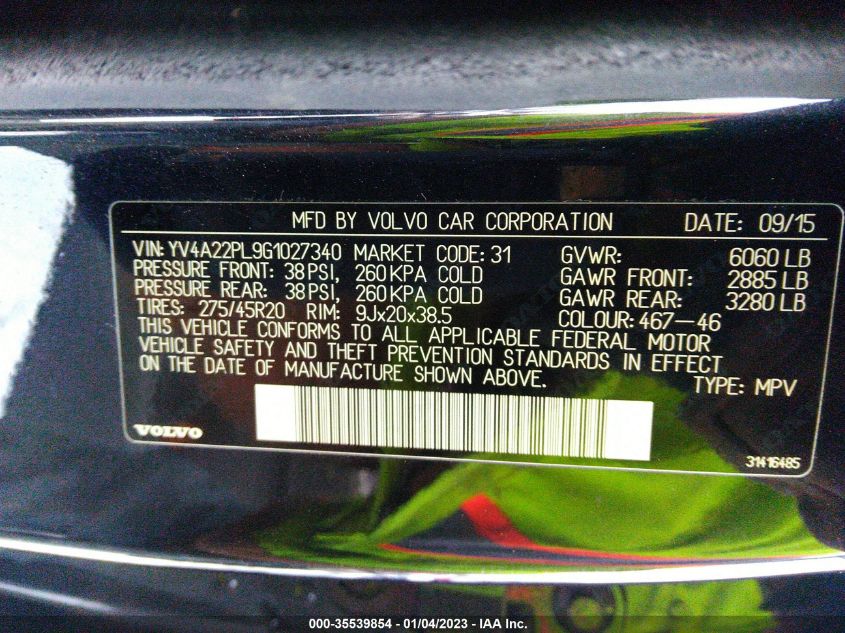 MFD BY VOLVO CAR CORPORATION DATE: 09/15
VIN: YV4A22PL9G1027340 MARKET CODE: 31 GVWR: 6060 LB
PRESSURE FRONT: 38 PSI, 260 KPA COLD GAWR FRONT: 2885 LB
PRESSURE REAR: 38 PSI, 260 KPA COLD GAWR REAR: 3280 LB
TIRES: 275/45R20 RIM: 9Jx20x38.5 COLOUR: 467-46
THIS VEHICLE CONFORMS TO ALL APPLICABLE FEDERAL MOTOR
VEHICLE SAFETY AND THEFT PREVENTION STANDARDS IN EFFECT
ON THE DATE OF MANUFACTURE SHOWN ABOVE. TYPE: MPV
VOLVO
31416485
000-35539854 - 01/04/2023 - IAA Inc.